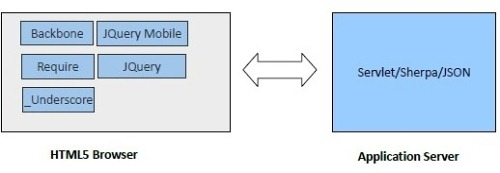 Backbone JQuery Mobile
Require JQuery
_Underscore
Servlet/Sherpa/JSON
HTML5 Browser
Application Server